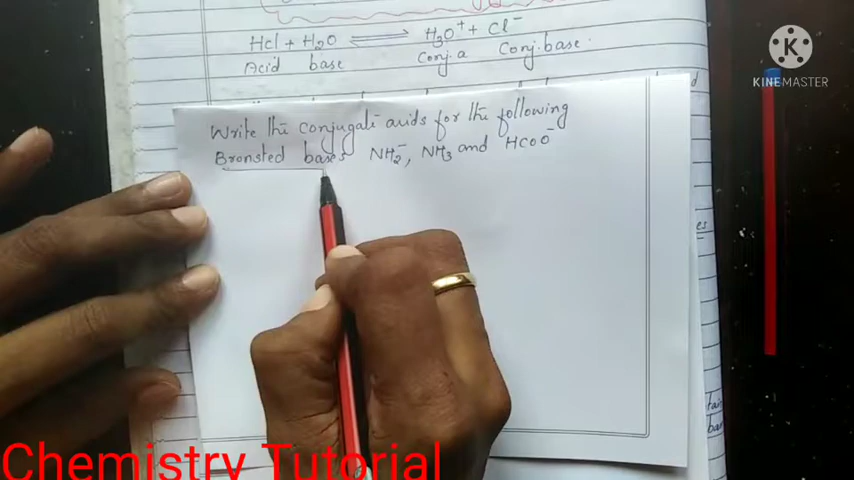 Hcl + H2O ⇌ H3O+ + Cl-
Acid base Conj.a Conj.base.
KINEMASTER
Write the conjugate acids for the following
Bronsted bases NH2-, NH3 and HCOO-
es
Chemistry Tutorial